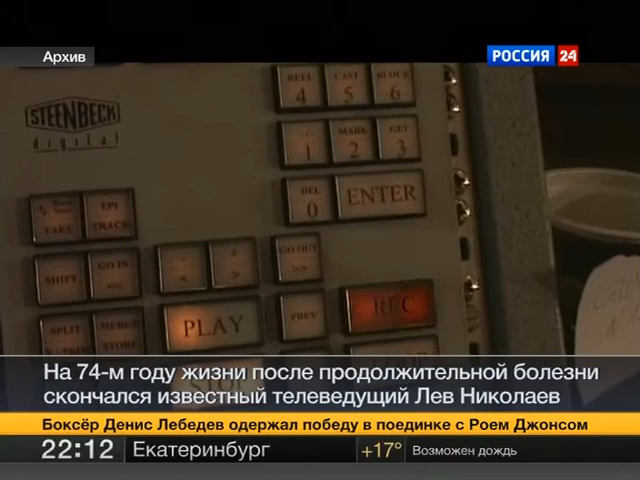 Архив
РОССИЯ 24
REEL CAST BLOCK
4 5 6
STEENBECK
digital
+/- MARK GET
1 2 3
DEL
0 ENTER
TAKE
EPI
TRACK
- + GO OUT
< > >>
SHIFT GO IN
<<
PREV REC
SPLIT MERGE
PLAY
STORE
На 74-м году жизни после продолжительной болезни
скончался известный телеведущий Лев Николаев
Боксёр Денис Лебедев одержал победу в поединке с Роем Джонсом
22:12 Екатеринбург +17° Возможен дождь